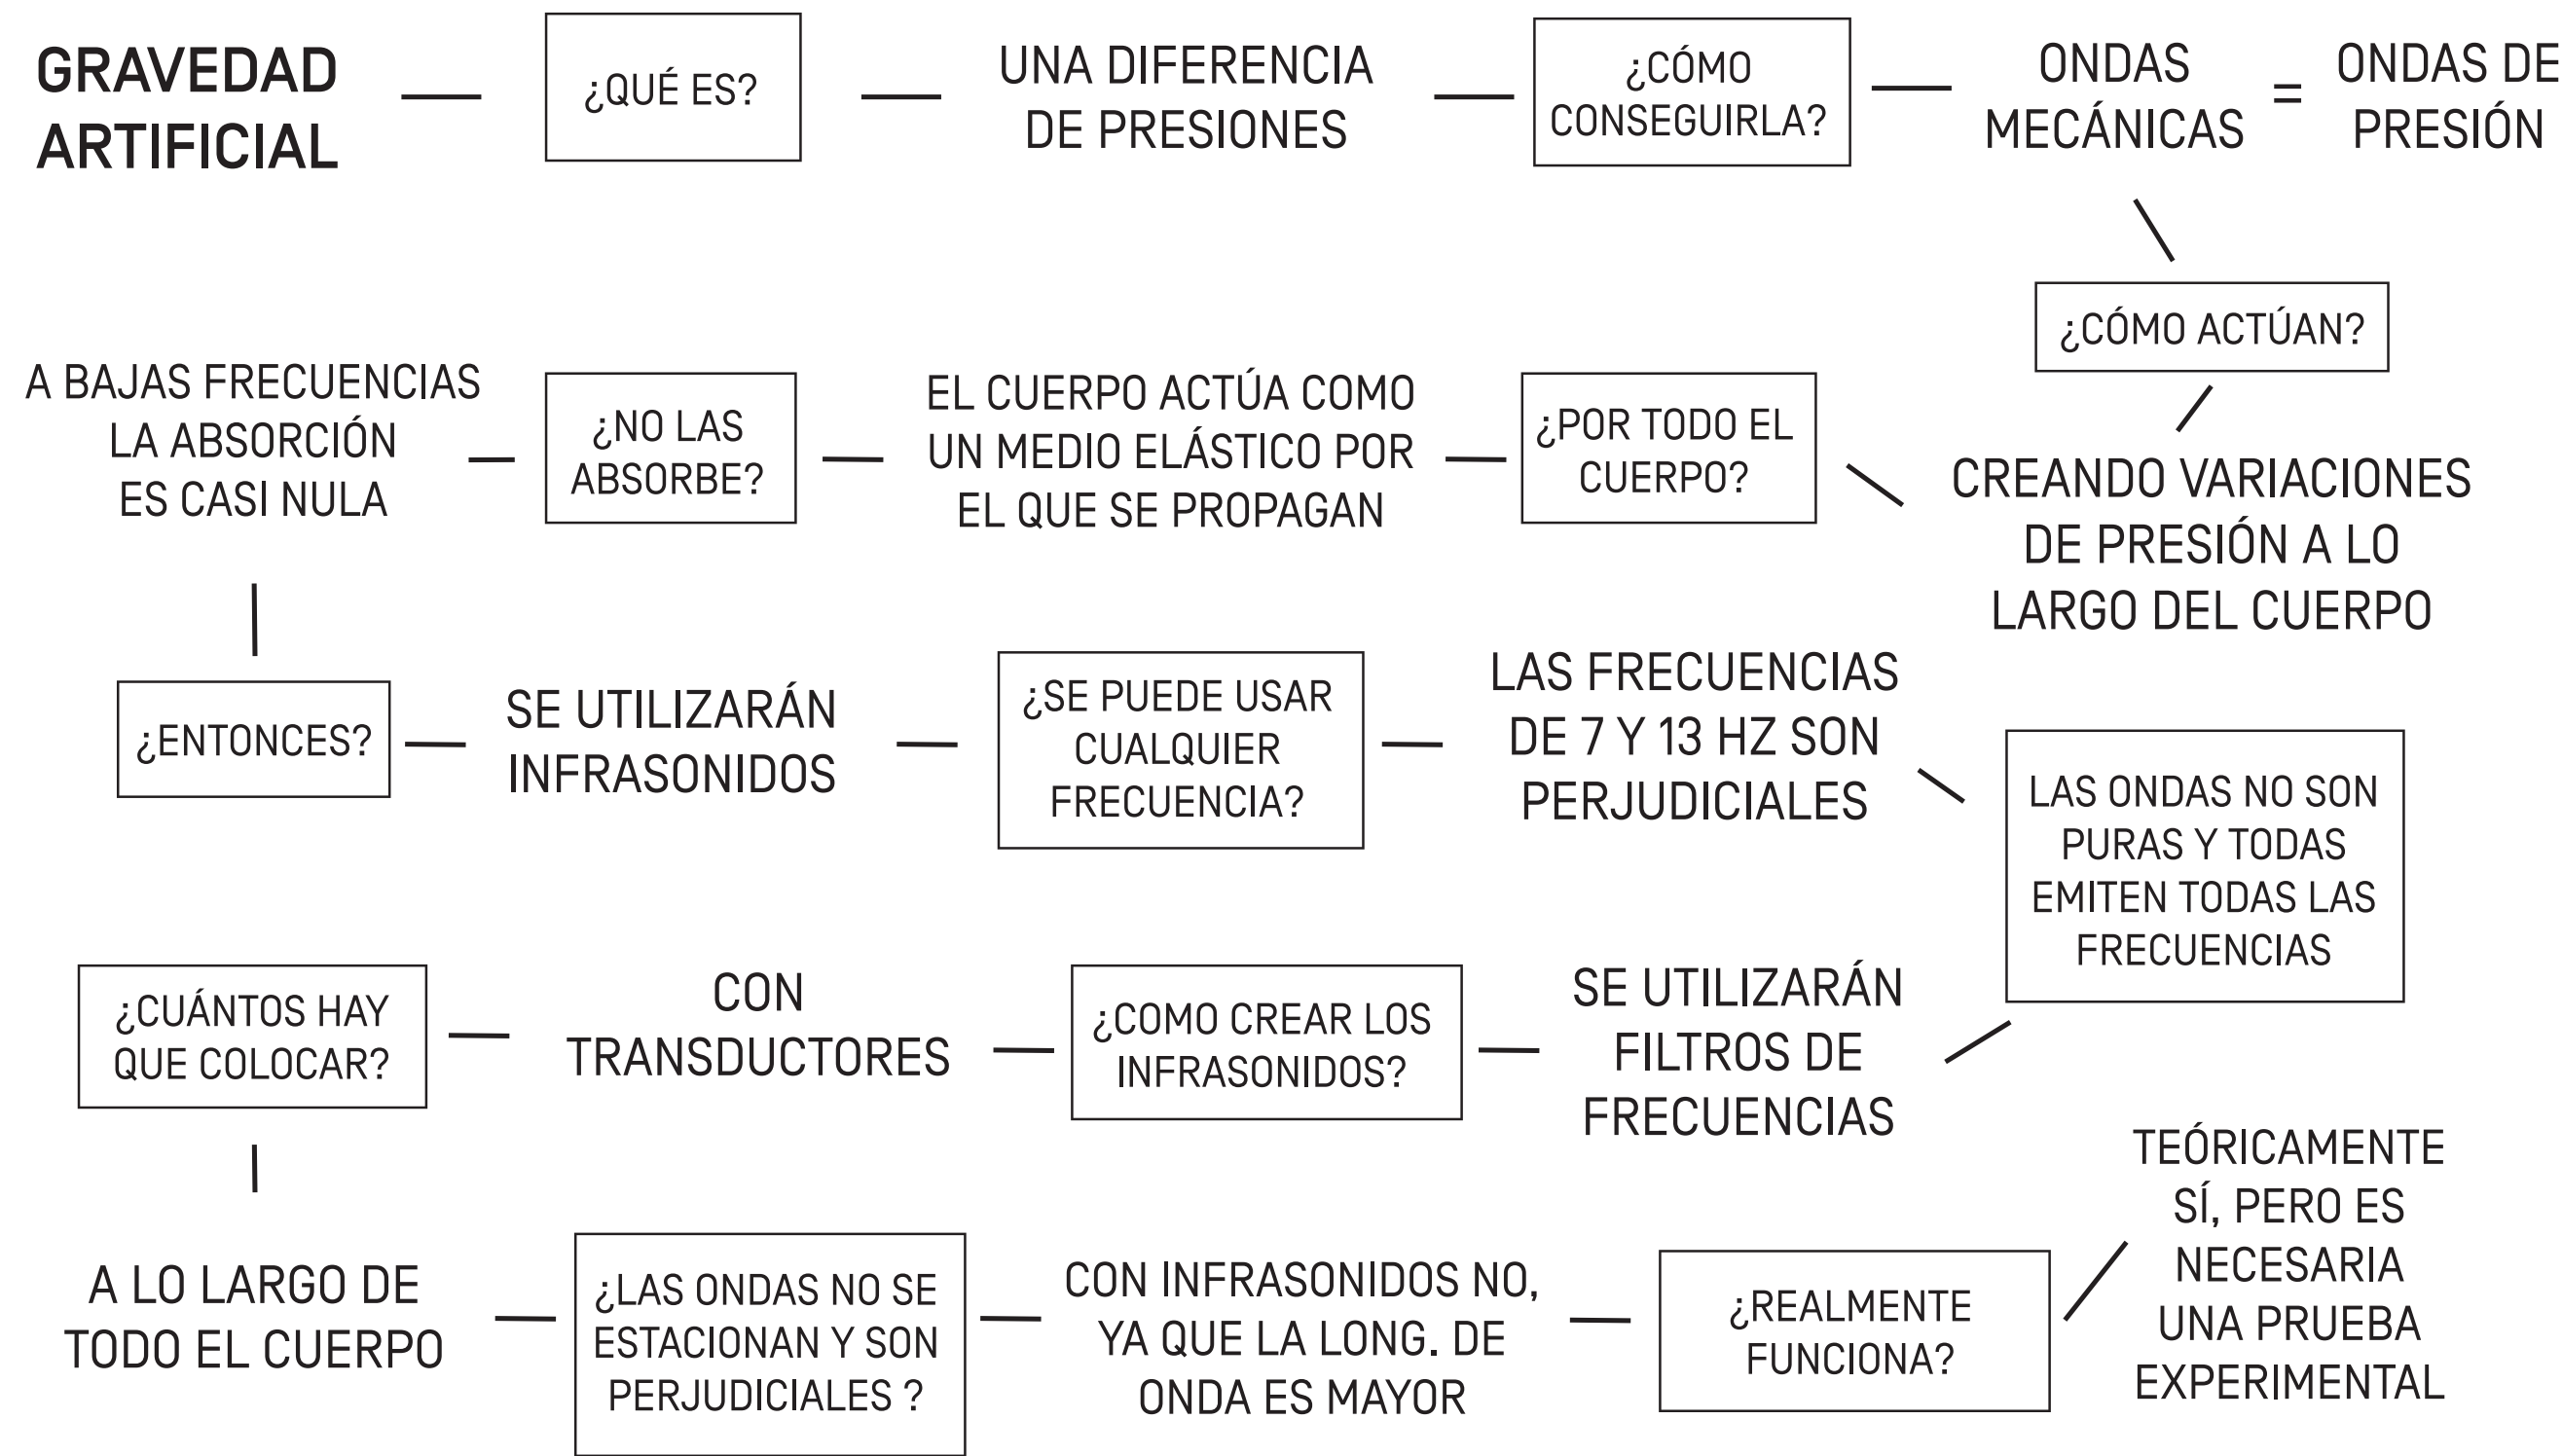 GRAVEDAD
ARTIFICIAL
¿QUÉ ES?
UNA DIFERENCIA
DE PRESIONES
¿CÓMO
CONSEGUIRLA?
ONDAS
MECÁNICAS
=
ONDAS DE
PRESIÓN
¿CÓMO ACTÚAN?
CREANDO VARIACIONES
DE PRESIÓN A LO
LARGO DEL CUERPO
¿POR TODO EL
CUERPO?
EL CUERPO ACTÚA COMO
UN MEDIO ELÁSTICO POR
EL QUE SE PROPAGAN
¿NO LAS
ABSORBE?
A BAJAS FRECUENCIAS
LA ABSORCIÓN
ES CASI NULA
¿ENTONCES?
SE UTILIZARÁN
INFRASONIDOS
¿SE PUEDE USAR
CUALQUIER
FRECUENCIA?
LAS FRECUENCIAS
DE 7 Y 13 HZ SON
PERJUDICIALES
LAS ONDAS NO SON
PURAS Y TODAS
EMITEN TODAS LAS
FRECUENCIAS
SE UTILIZARÁN
FILTROS DE
FRECUENCIAS
¿COMO CREAR LOS
INFRASONIDOS?
CON
TRANSDUCTORES
¿CUÁNTOS HAY
QUE COLOCAR?
A LO LARGO DE
TODO EL CUERPO
¿LAS ONDAS NO SE
ESTACIONAN Y SON
PERJUDICIALES ?
CON INFRASONIDOS NO,
YA QUE LA LONG. DE
ONDA ES MAYOR
¿REALMENTE
FUNCIONA?
TEÓRICAMENTE
SÍ, PERO ES
NECESARIA
UNA PRUEBA
EXPERIMENTAL